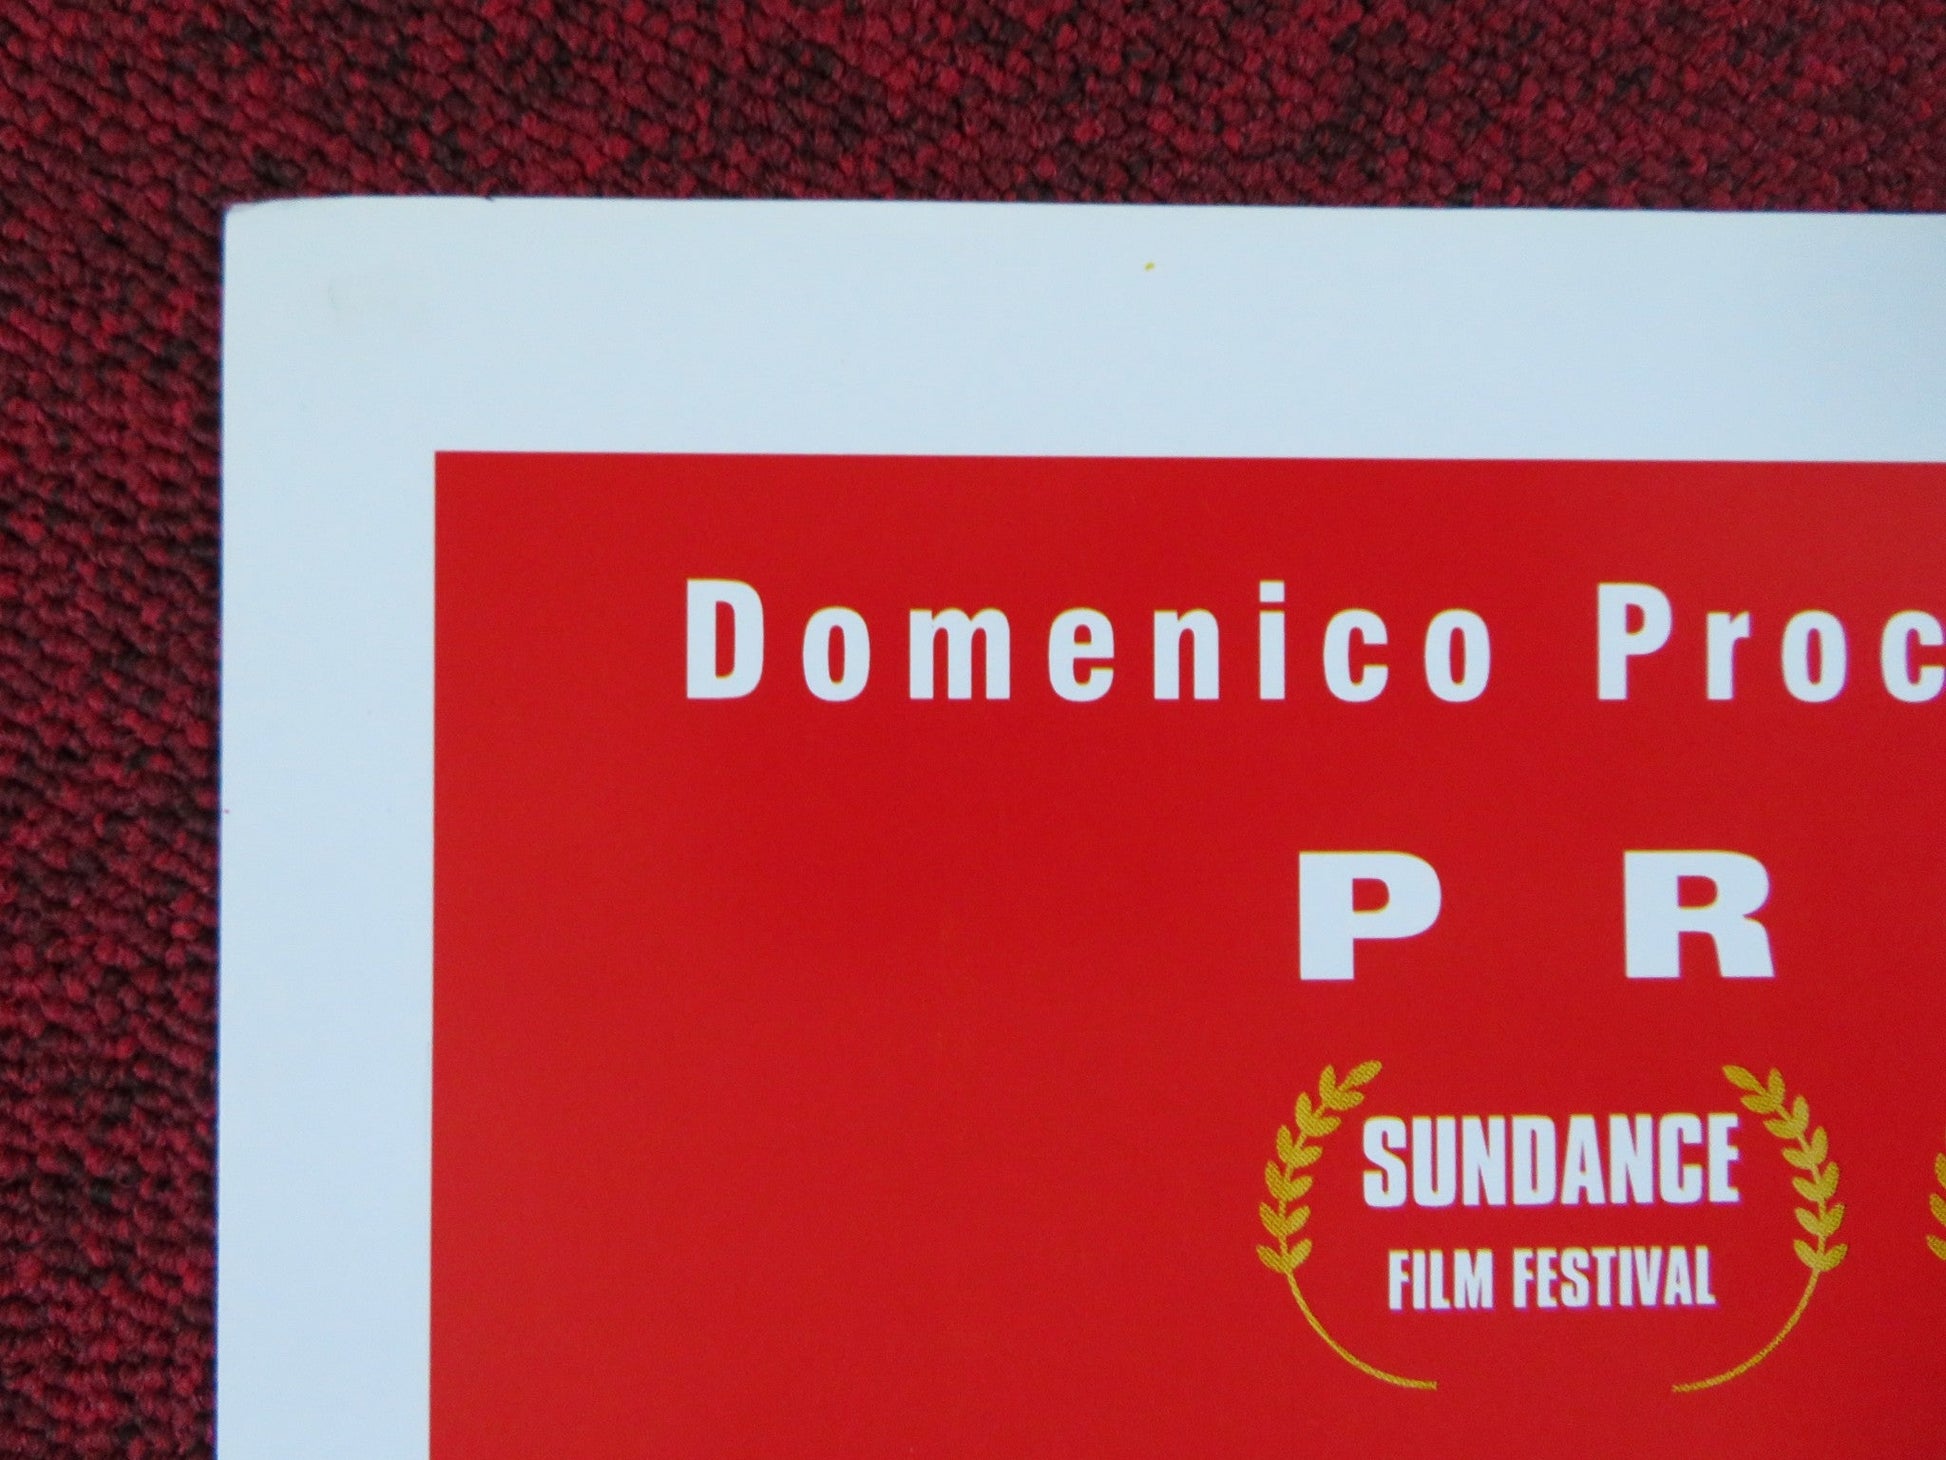 Domenico Proc
P R
SUNDANCE
FILM FESTIVAL